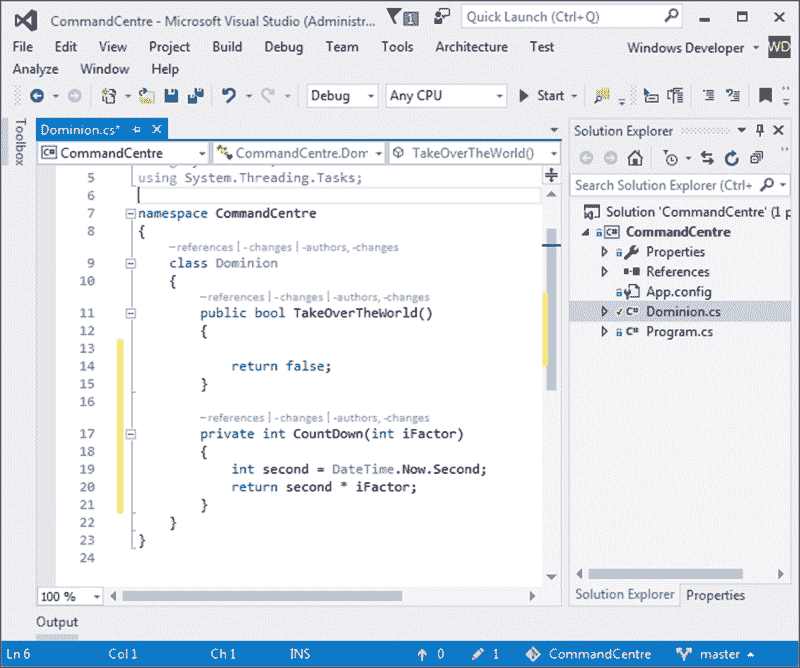 CommandCentre - Microsoft Visual Studio (Administr...
1
Quick Launch (Ctrl+Q)
File Edit View Project Build Debug Team Tools Architecture Test
Windows Developer
WD
Analyze Window Help
Debug
Any CPU
Start
Toolbox
Dominion.cs*
C# CommandCentre
CommandCentre.Dom
TakeOverTheWorld()
5 using System.Threading.Tasks;
6
7 namespace CommandCentre
8 {
–references | - changes | -authors, -changes
9 class Dominion
10 {
–references | - changes | -authors, -changes
11 public bool TakeOverTheWorld()
12 {
13
14 return false;
15 }
16
–references | - changes | -authors, -changes
17 private int CountDown(int iFactor)
18 {
19 int second = DateTime.Now.Second;
20 return second * iFactor;
21 }
22 }
23 }
24
100 %
Solution Explorer
Search Solution Explorer (Ctrl+
Solution 'CommandCentre' (1 p
C# CommandCentre
Properties
References
App.config
C# Dominion.cs
C# Program.cs
Solution Explorer Properties
Output
Ln 6 Col 1 Ch 1 INS 0 1 CommandCentre master